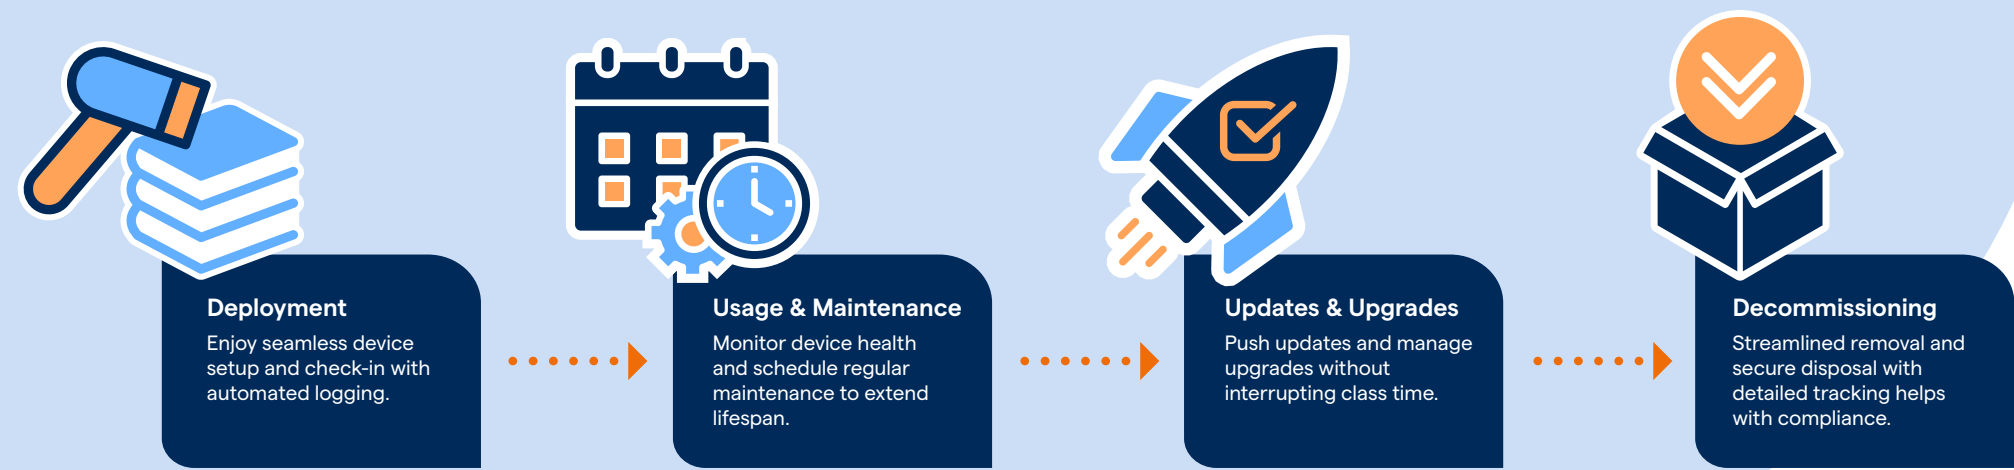 Deployment
Enjoy seamless device
setup and check-in with
automated logging.
Usage & Maintenance
Monitor device health
and schedule regular
maintenance to extend
lifespan.
Updates & Upgrades
Push updates and manage
upgrades without
interrupting class time.
Decommissioning
Streamlined removal and
secure disposal with
detailed tracking helps
with compliance.